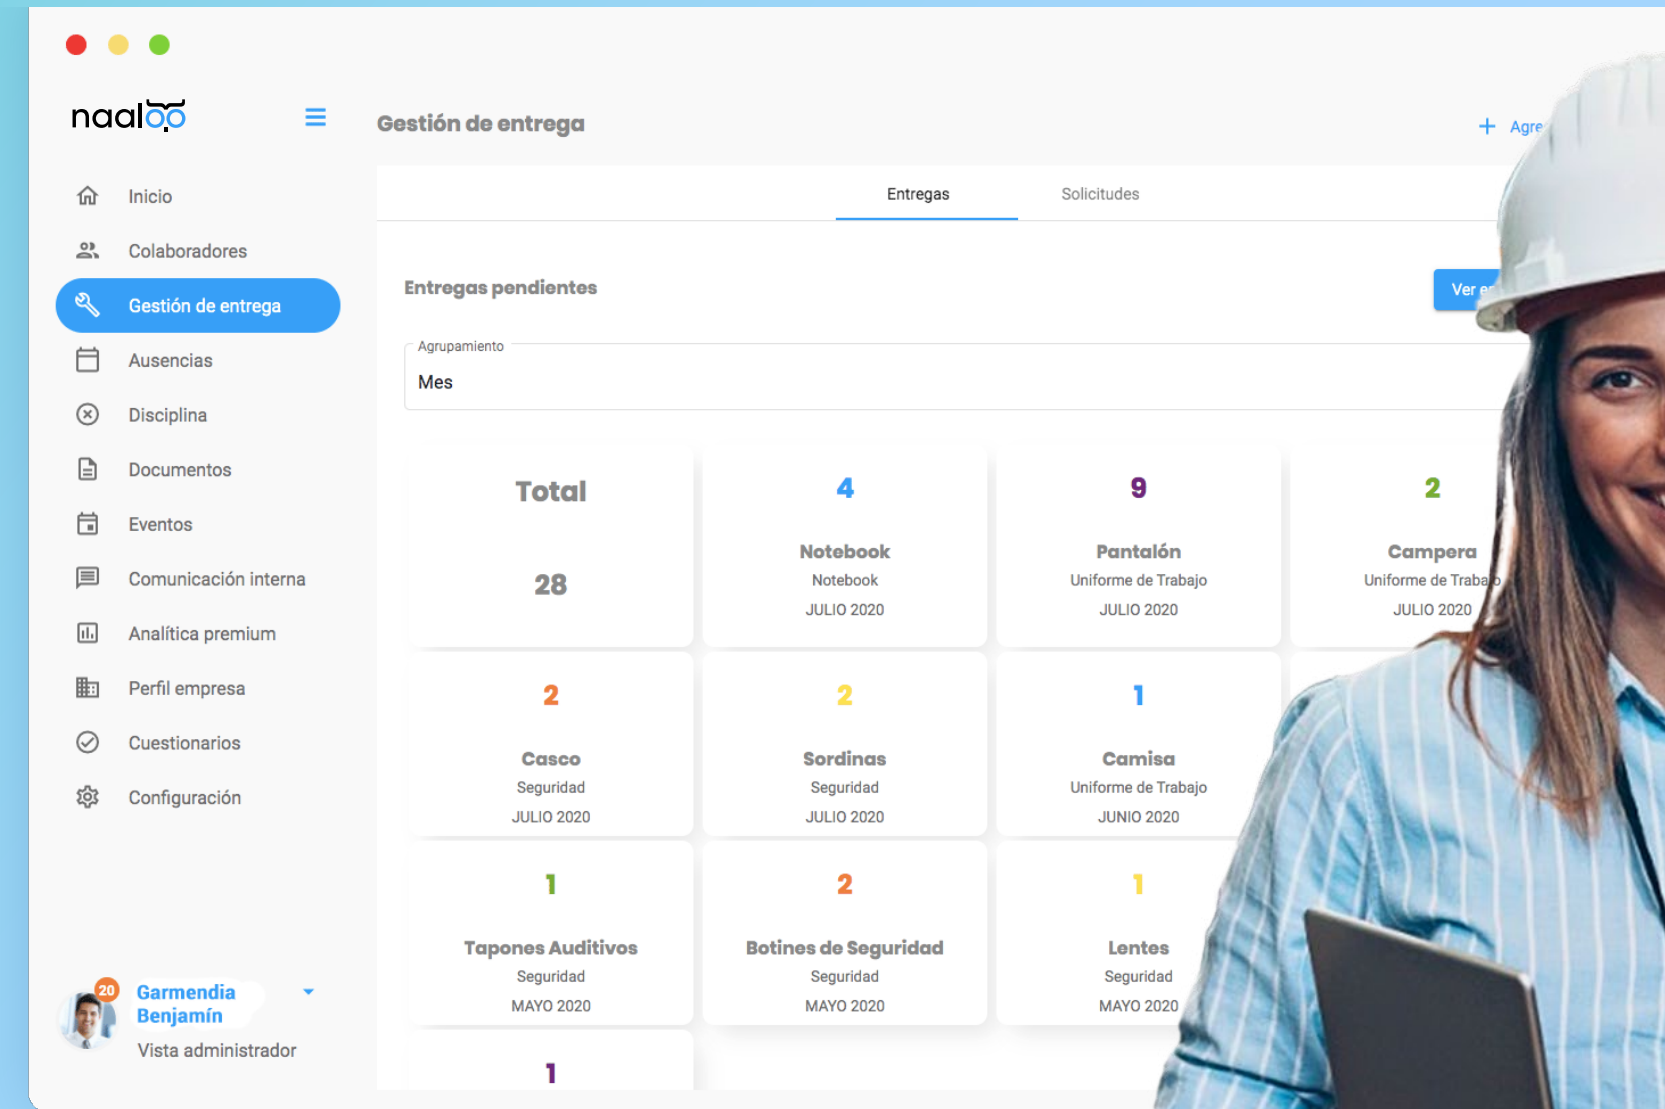 naaloo
Gestión de entrega
Inicio
Entregas
Solicitudes
Colaboradores
Gestión de entrega
Entregas pendientes
Ver
Ausencias
Agrupamiento
Mes
Disciplina
Documentos
Eventos
Comunicación interna
Analítica premium
Perfil empresa
Cuestionarios
Configuración
Total
28
4
Notebook
Notebook
JULIO 2020
9
Pantalón
Uniforme de Trabajo
JULIO 2020
2
Campera
Uniforme de Trabajo
JULIO 2020
2
Casco
Seguridad
JULIO 2020
2
Sordinas
Seguridad
JULIO 2020
1
Camisa
Uniforme de Trabajo
JUNIO 2020
1
Tapones Auditivos
Seguridad
MAYO 2020
2
Botines de Seguridad
Seguridad
MAYO 2020
1
Lentes
Seguridad
MAYO 2020
1
20
Garmendia
Benjamín
Vista administrador